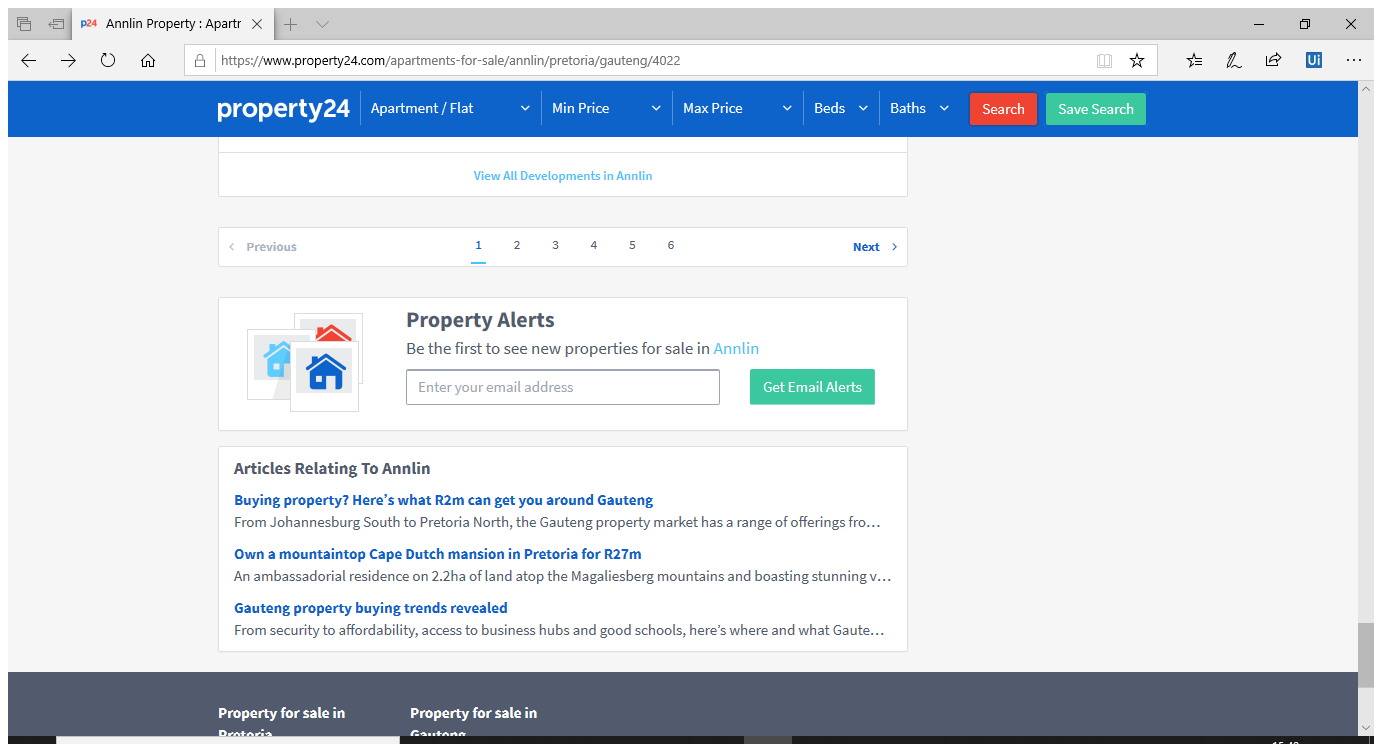 p24 Annlin Property : Apartr
https://www.property24.com/apartments-for-sale/annlin/pretoria/gauteng/4022
Ui
property24 Apartment / Flat Min Price Max Price Beds Baths Search Save Search
View All Developments in Annlin
Previous 1 2 3 4 5 6 Next
Property Alerts
Be the first to see new properties for sale in Annlin
Enter your email address Get Email Alerts
Articles Relating To Annlin
Buying property? Here’s what R2m can get you around Gauteng
From Johannesburg South to Pretoria North, the Gauteng property market has a range of offerings fro…
Own a mountaintop Cape Dutch mansion in Pretoria for R27m
An ambassadorial residence on 2.2ha of land atop the Magaliesberg mountains and boasting stunning v…
Gauteng property buying trends revealed
From security to affordability, access to business hubs and good schools, here’s where and what Gaute…
Property for sale in Property for sale in
Pretoria Gauteng